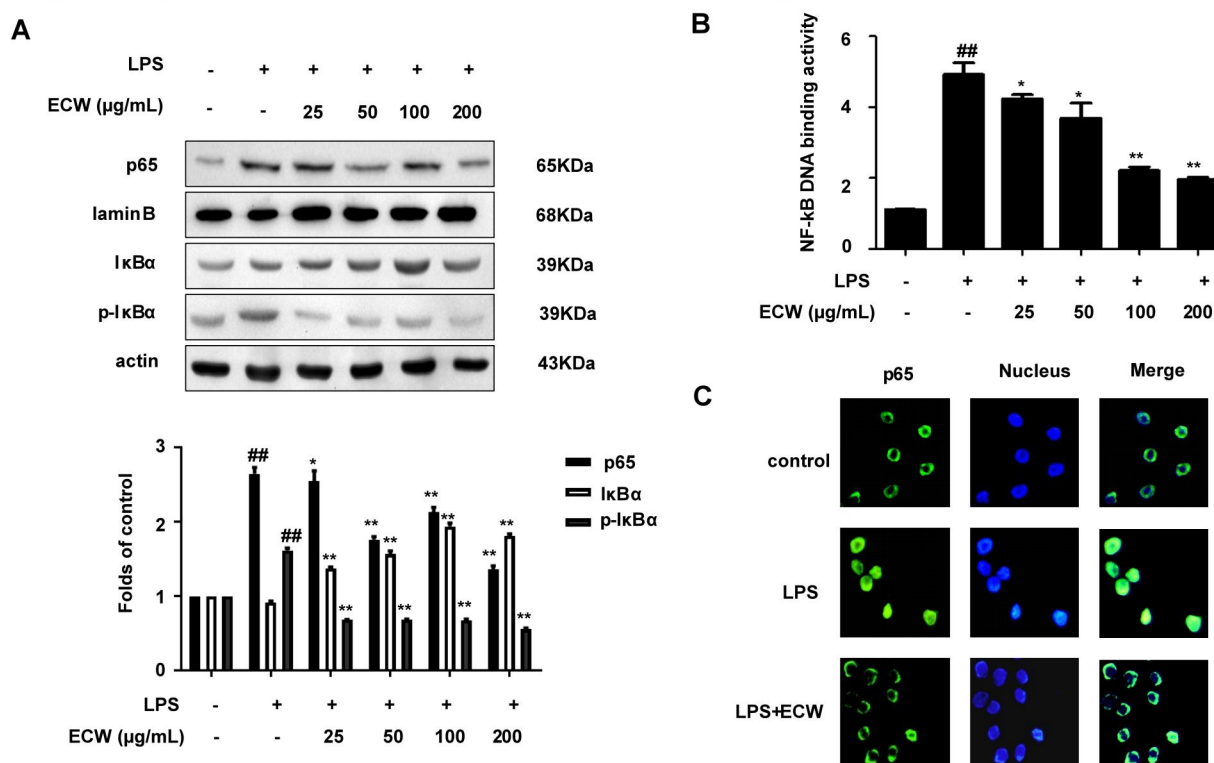 A
LPS - + + + + +
ECW (μg/mL) - - 25 50 100 200
p65 65KDa
laminB 68KDa
IκBα 39KDa
p-IκBα 39KDa
actin 43KDa
Folds of control
3
2
1
0
## ## * ** ** ** ** ** ** ** ** ** ** **
p65
IκBα
p-IκBα
LPS - + + + + +
ECW (μg/mL) - - 25 50 100 200
B
NF-kB DNA binding activity
6
4
2
0
## * * ** **
LPS - + + + + +
ECW (μg/mL) - - 25 50 100 200
C
p65 Nucleus Merge
control
LPS
LPS+ECW